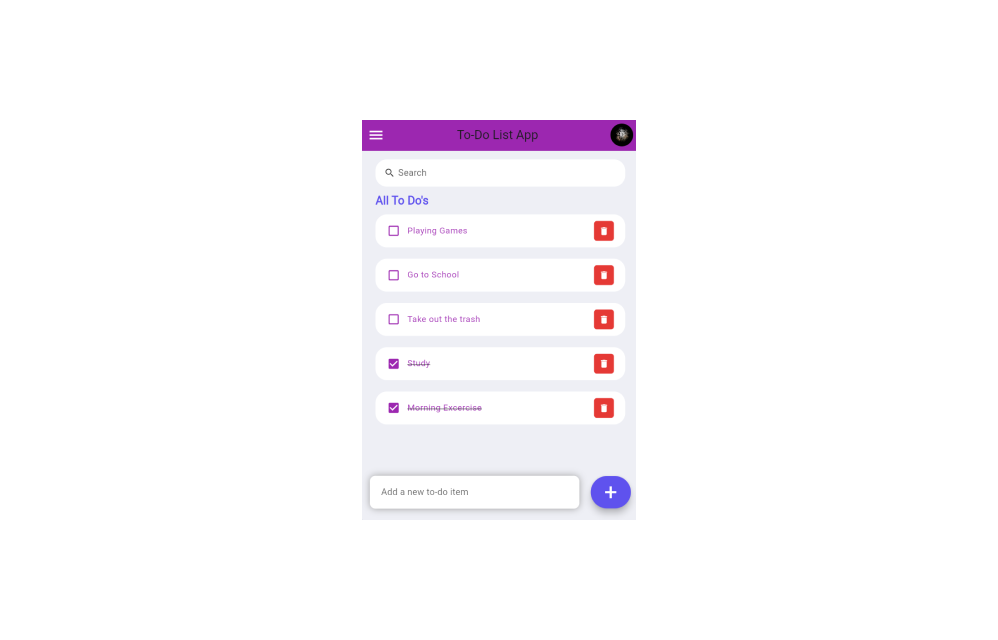 To-Do List App
Search
All To Do's
Playing Games
Go to School
Take out the trash
Study
Morning Excercise
Add a new to-do item